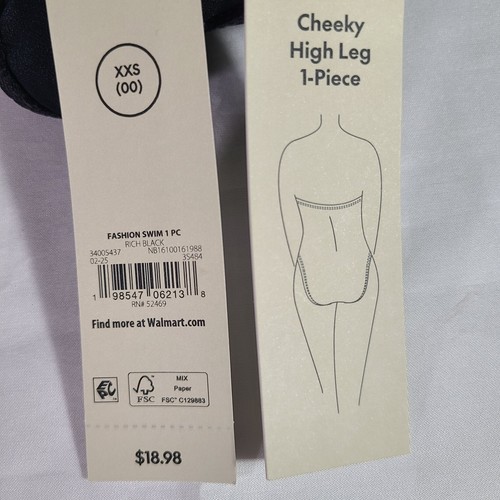 XXS
(00)
FASHION SWIM 1 PC
RICH BLACK
34005437 NB16100161988
02-25 35484
1 98547 06213 8
RN# 52469
Find more at Walmart.com
FSC
MIX
Paper
FSC® C129883
$18.98
Cheeky
High Leg
1-Piece